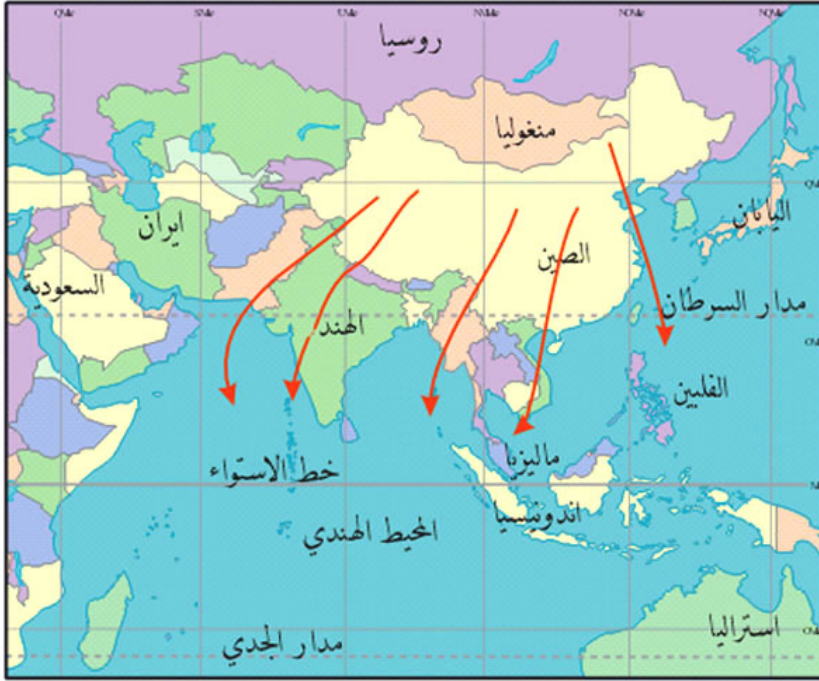 روسيا
منغوليا
اليابان
ايران
الصين
السعودية
مدار السرطان
الهند
الفلبين
ماليزيا
خط الاستواء
اندونيسيا
المحيط الهندي
استراليا
مدار الجدي